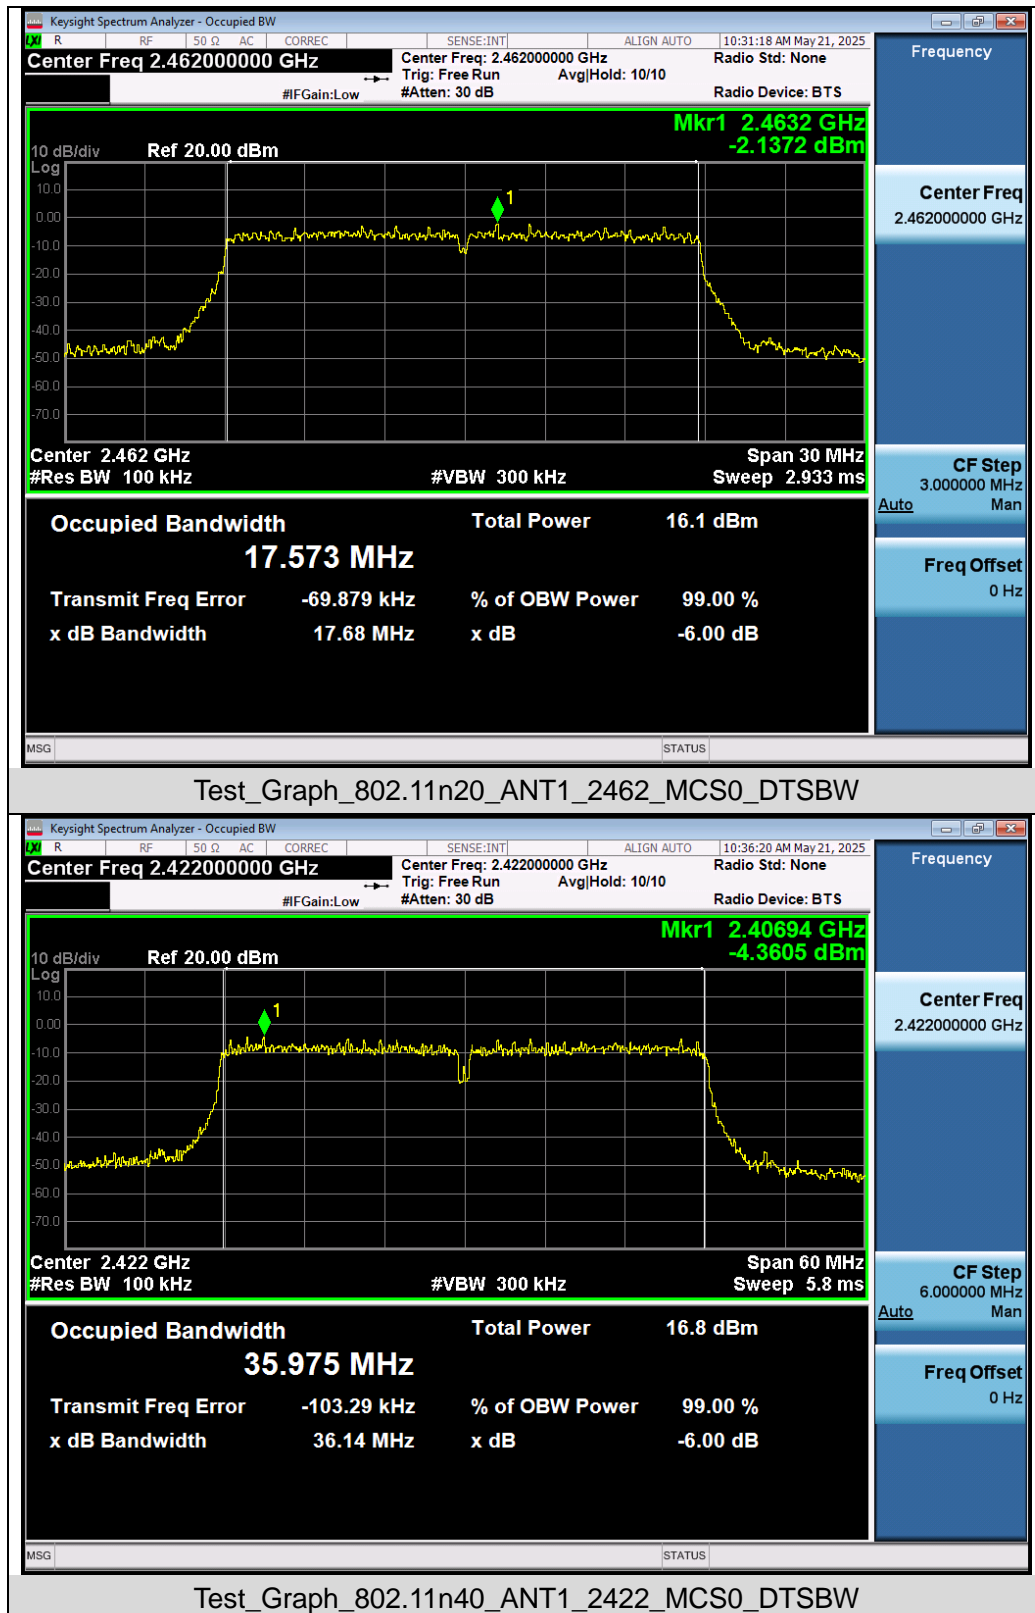 Keysight Spectrum Analyzer - Occupied BW
LXI R RF 50 Ω AC CORREC SENSE:INT ALIGN AUTO 10:31:18 AM May 21, 2025
Center Freq 2.462000000 GHz
Center Freq: 2.462000000 GHz
Radio Std: None
Trig: Free Run Avg|Hold: 10/10
#IFGain:Low #Atten: 30 dB Radio Device: BTS
Frequency
Mkr1 2.4632 GHz
-2.1372 dBm
10 dB/div Ref 20.00 dBm
Log
10.0
0.00
-10.0
-20.0
-30.0
-40.0
-50.0
-60.0
-70.0
1
Center 2.462 GHz Span 30 MHz
#Res BW 100 kHz #VBW 300 kHz Sweep 2.933 ms
Center Freq
2.462000000 GHz
CF Step
3.000000 MHz
Auto Man
Freq Offset
0 Hz
Occupied Bandwidth Total Power 16.1 dBm
17.573 MHz
Transmit Freq Error -69.879 kHz % of OBW Power 99.00 %
x dB Bandwidth 17.68 MHz x dB -6.00 dB
MSG STATUS
Test_Graph_802.11n20_ANT1_2462_MCS0_DTSBW
Keysight Spectrum Analyzer - Occupied BW
LXI R RF 50 Ω AC CORREC SENSE:INT ALIGN AUTO 10:36:20 AM May 21, 2025
Center Freq 2.422000000 GHz
Center Freq: 2.422000000 GHz
Radio Std: None
Trig: Free Run Avg|Hold: 10/10
#IFGain:Low #Atten: 30 dB Radio Device: BTS
Frequency
Mkr1 2.40694 GHz
-4.3605 dBm
10 dB/div Ref 20.00 dBm
Log
10.0
0.00
-10.0
-20.0
-30.0
-40.0
-50.0
-60.0
-70.0
1
Center 2.422 GHz Span 60 MHz
#Res BW 100 kHz #VBW 300 kHz Sweep 5.8 ms
Center Freq
2.422000000 GHz
CF Step
6.000000 MHz
Auto Man
Freq Offset
0 Hz
Occupied Bandwidth Total Power 16.8 dBm
35.975 MHz
Transmit Freq Error -103.29 kHz % of OBW Power 99.00 %
x dB Bandwidth 36.14 MHz x dB -6.00 dB
MSG STATUS
Test_Graph_802.11n40_ANT1_2422_MCS0_DTSBW